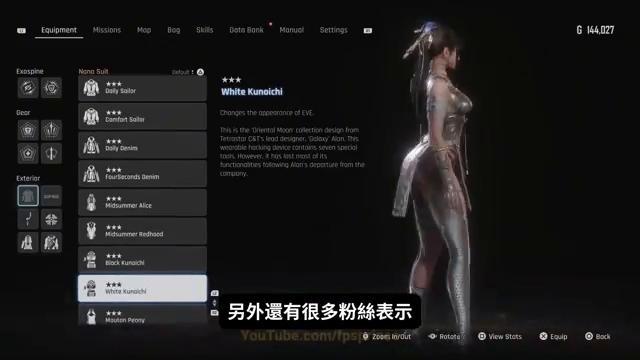 Equipment
Missions
Map
Bag
Skills
Data Bank
Manual
Settings
G 144,027
Exospine
Gear
Exterior
Nano Suit
Default
★★★
Daily Sailor
★★★
Comfort Sailor
★★★
Daily Denim
★★★
FourSeconds Denim
★★★
Midsummer Alice
★★★
Midsummer Redhood
★★★
Black Kunoichi
★★★
White Kunoichi
★★★
Moutan Peony
★★★
White Kunoichi
Changes the appearance of EVE.
This is the 'Oriental Moon' collection design from
Tetrastar C&T's lead designer, 'Galaxy' Alan. This
wearable hacking device contains seven special
tools. However, it has lost most of its
functionalities following Alan's departure from the
company.
另外還有很多粉絲表示
YouTube.com/fps
Zoom In/Out
Rotate
View Stats
Equip
Back